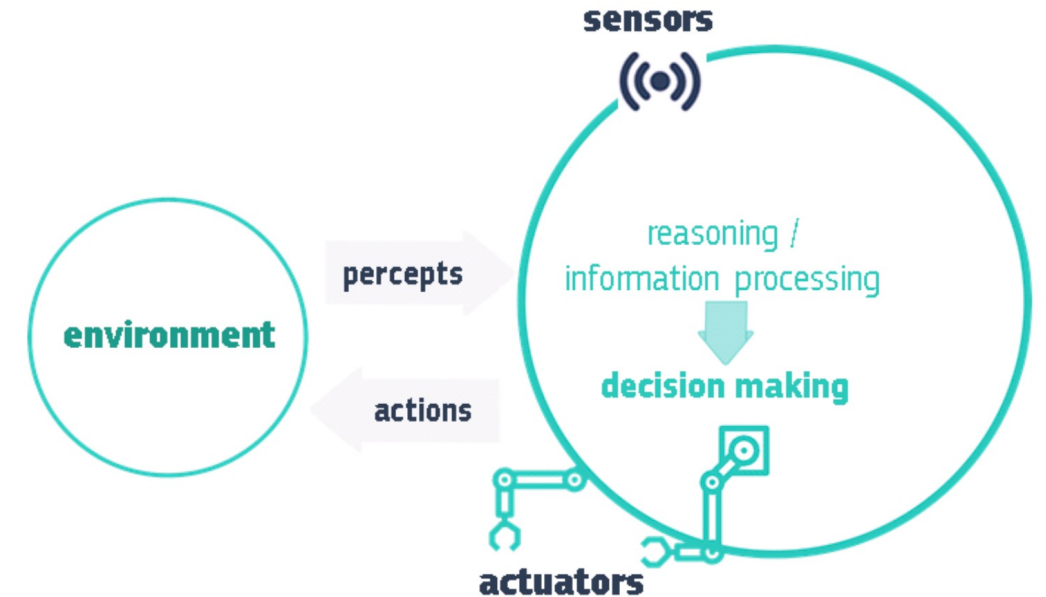 sensors
reasoning /
information processing
percepts
environment
decision making
actions
actuators